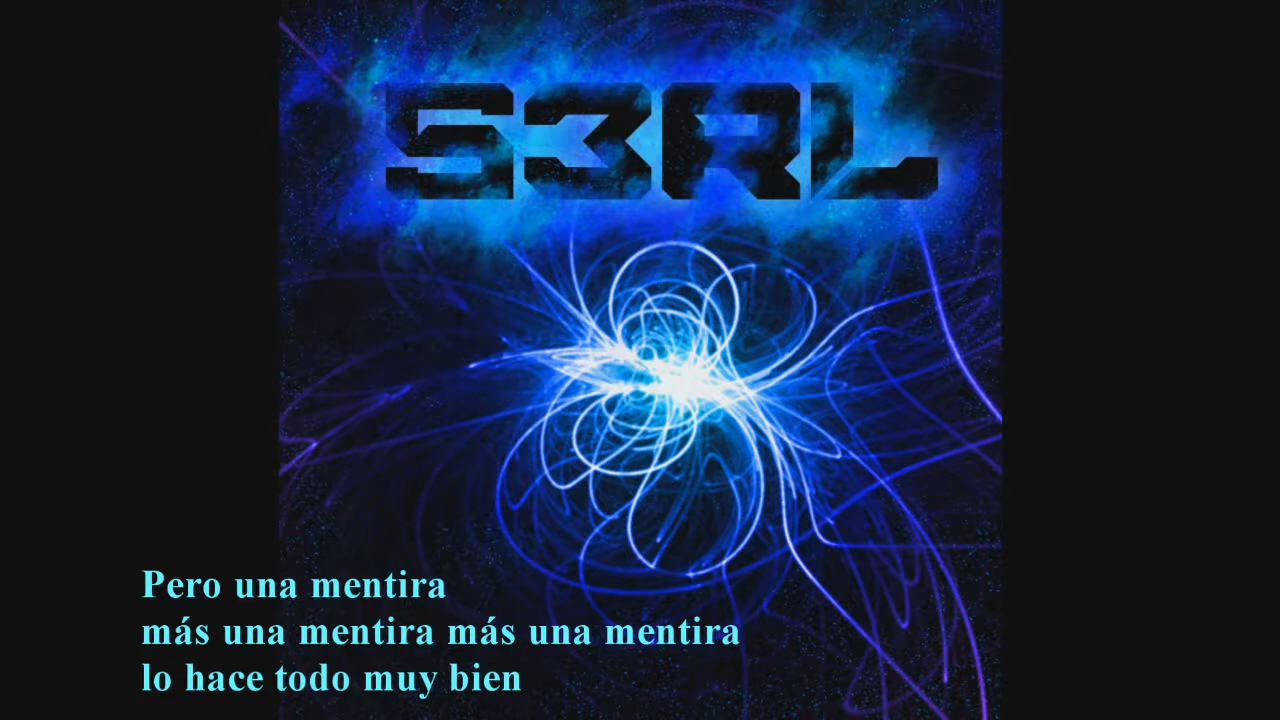 S3RL
Pero una mentira
más una mentira más una mentira
lo hace todo muy bien